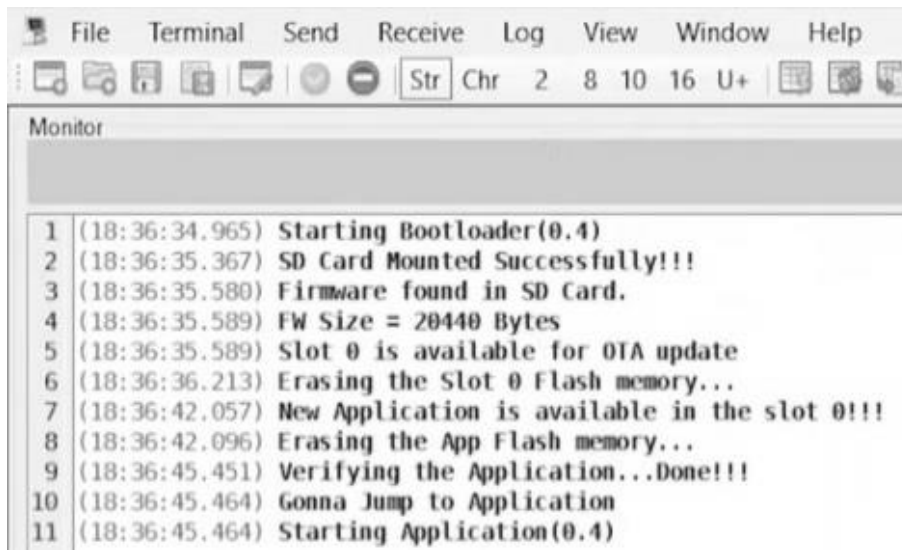 File Terminal Send Receive Log View Window Help
Str Chr 2 8 10 16 U+
Monitor
1 (18:36:34.965) Starting Bootloader(0.4)
2 (18:36:35.367) SD Card Mounted Successfully!!!
3 (18:36:35.580) Firmware found in SD Card.
4 (18:36:35.589) FW Size = 20440 Bytes
5 (18:36:35.589) Slot 0 is available for OTA update
6 (18:36:36.213) Erasing the Slot 0 Flash memory...
7 (18:36:42.057) New Application is available in the slot 0!!!
8 (18:36:42.096) Erasing the App Flash memory...
9 (18:36:45.451) Verifying the Application...Done!!!
10 (18:36:45.464) Gonna Jump to Application
11 (18:36:45.464) Starting Application(0.4)